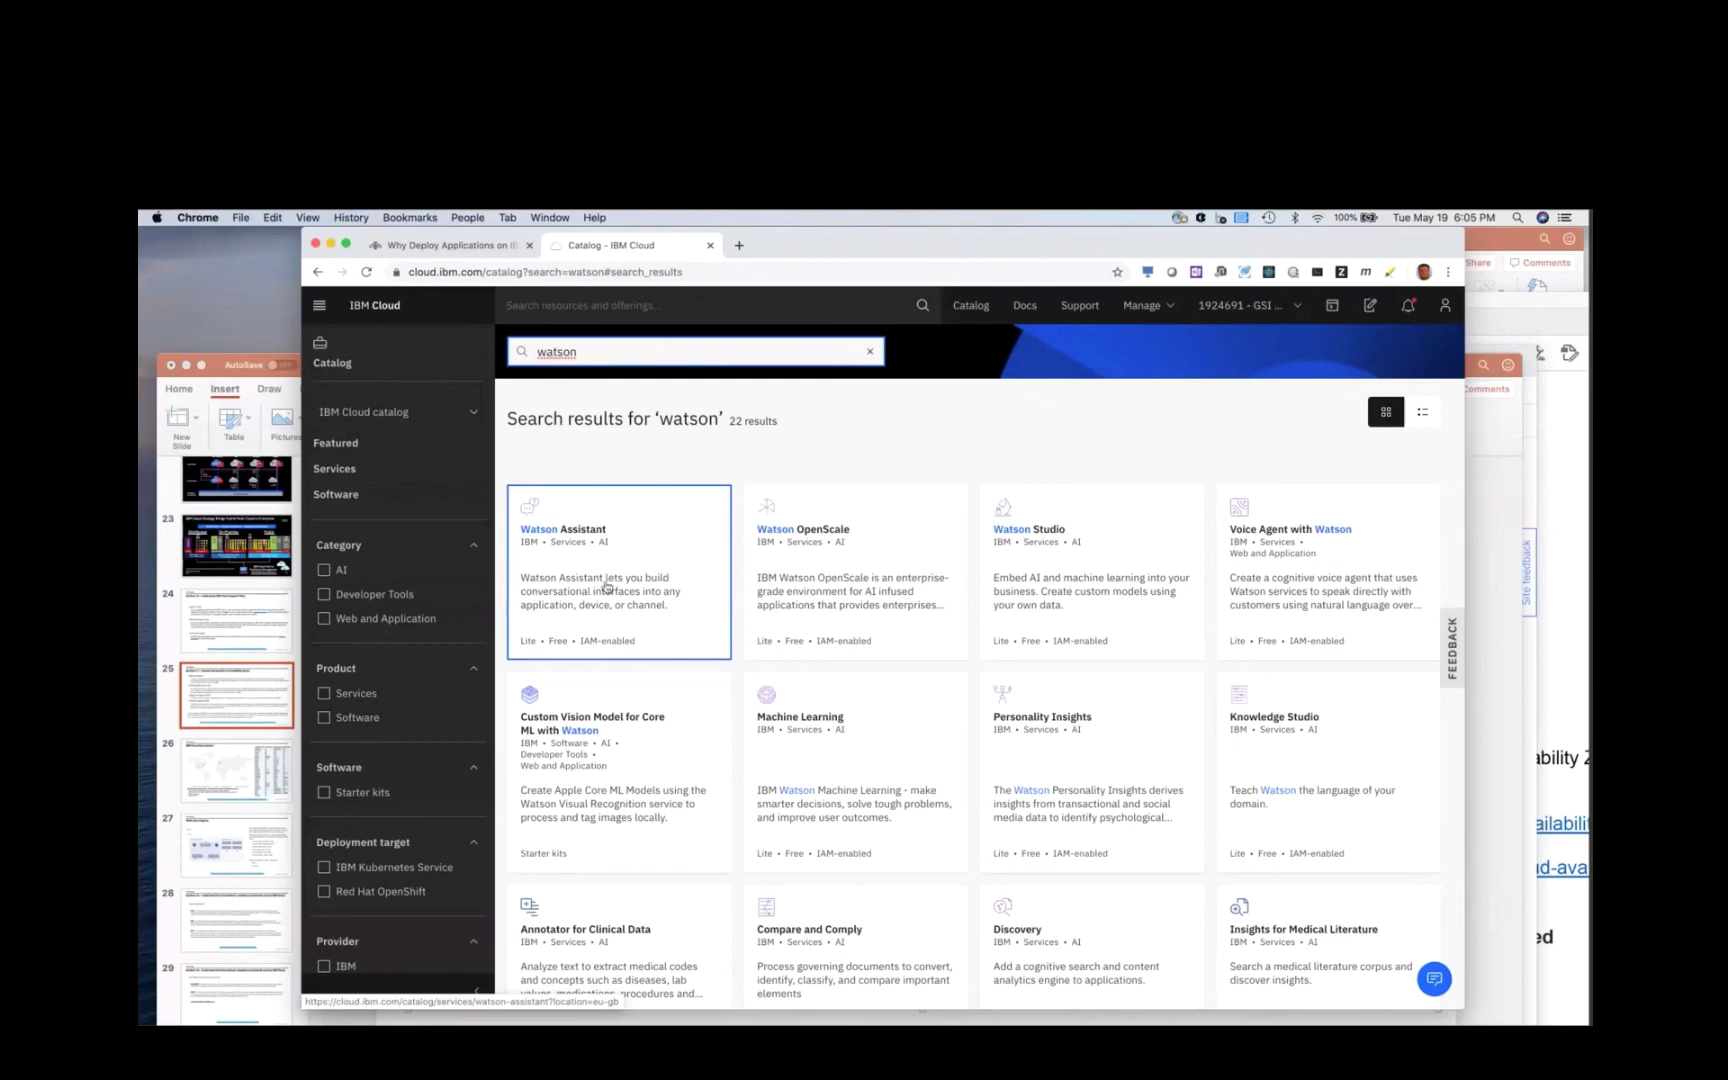 Chrome File Edit View History Bookmarks People Tab Window Help
100% Tue May 19 6:05 PM
Why Deploy Applications on IB
Catalog - IBM Cloud
cloud.ibm.com/catalog?search=watson#search_results
Share Comments
IBM Cloud
Search resources and offerings...
Catalog Docs Support Manage 1924691 - GSI ...
AutoSave OFF
Home Insert Draw
New Slide
Table
Pictures
23
24
25
26
27
28
29
Catalog
IBM Cloud catalog
Featured
Services
Software
Category
AI
Developer Tools
Web and Application
Product
Services
Software
Software
Starter kits
Deployment target
IBM Kubernetes Service
Red Hat OpenShift
Provider
IBM
https://cloud.ibm.com/catalog/services/watson-assistant?location=eu-gb
watson
Search results for ‘watson’ 22 results
Watson Assistant
IBM • Services • AI
Watson Assistant lets you build
conversational interfaces into any
application, device, or channel.
Lite • Free • IAM-enabled
Watson OpenScale
IBM • Services • AI
IBM Watson OpenScale is an enterprise-
grade environment for AI infused
applications that provides enterprises...
Lite • Free • IAM-enabled
Watson Studio
IBM • Services • AI
Embed AI and machine learning into your
business. Create custom models using
your own data.
Lite • Free • IAM-enabled
Voice Agent with Watson
IBM • Services •
Web and Application
Create a cognitive voice agent that uses
Watson services to speak directly with
customers using natural language over...
Lite • Free • IAM-enabled
Custom Vision Model for Core
ML with Watson
IBM • Software • AI •
Developer Tools •
Web and Application
Create Apple Core ML Models using the
Watson Visual Recognition service to
process and tag images locally.
Starter kits
Machine Learning
IBM • Services • AI
IBM Watson Machine Learning - make
smarter decisions, solve tough problems,
and improve user outcomes.
Lite • Free • IAM-enabled
Personality Insights
IBM • Services • AI
The Watson Personality Insights derives
insights from transactional and social
media data to identify psychological...
Lite • Free • IAM-enabled
Knowledge Studio
IBM • Services • AI
Teach Watson the language of your
domain.
Lite • Free • IAM-enabled
Annotator for Clinical Data
IBM • Services • AI
Analyze text to extract medical codes
and concepts such as diseases, lab
values, medications, procedures and...
Compare and Comply
IBM • Services • AI
Process governing documents to convert,
identify, classify, and compare important
elements
Discovery
IBM • Services • AI
Add a cognitive search and content
analytics engine to applications.
Insights for Medical Literature
IBM • Services • AI
Search a medical literature corpus and
discover insights.
FEEDBACK
Comments
Site feedback
ability Z
ailabilit
ud-ava
ed